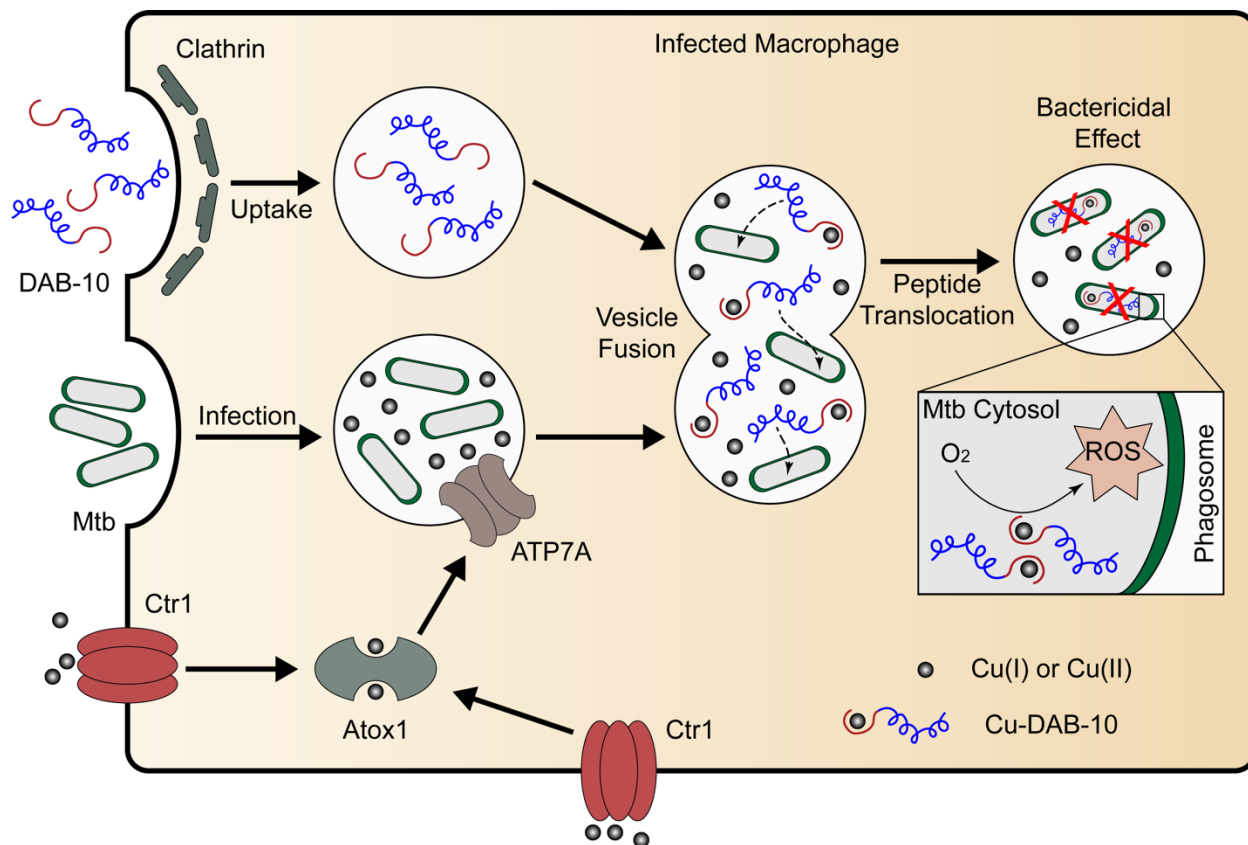 Infected Macrophage
Clathrin
Bactericidal
Effect
Uptake
DAB-10
Vesicle
Fusion
Peptide
Translocation
Infection
Mtb
ATP7A
Mtb Cytosol
O2
ROS
Phagosome
Ctr1
Atox1
Ctr1
Cu(I) or Cu(II)
Cu-DAB-10